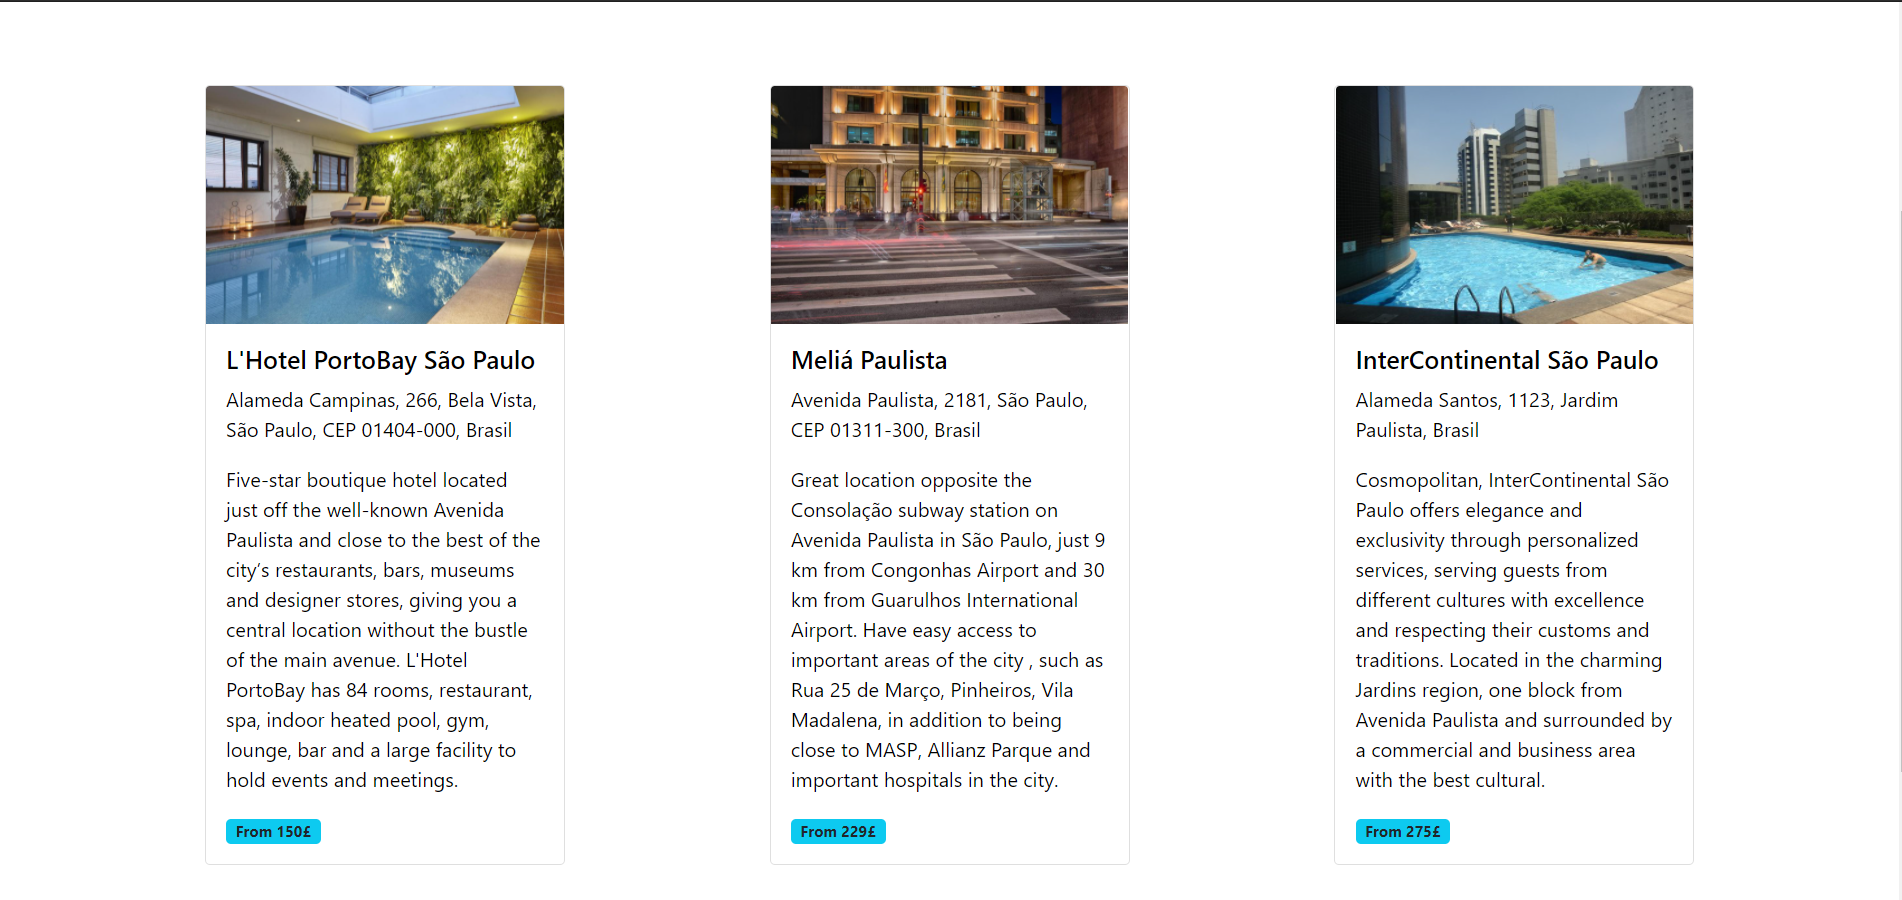 L'Hotel PortoBay São Paulo
Alameda Campinas, 266, Bela Vista,
São Paulo, CEP 01404-000, Brasil
Five-star boutique hotel located
just off the well-known Avenida
Paulista and close to the best of the
city’s restaurants, bars, museums
and designer stores, giving you a
central location without the bustle
of the main avenue. L'Hotel
PortoBay has 84 rooms, restaurant,
spa, indoor heated pool, gym,
lounge, bar and a large facility to
hold events and meetings.
From 150£
Meliá Paulista
Avenida Paulista, 2181, São Paulo,
CEP 01311-300, Brasil
Great location opposite the
Consolação subway station on
Avenida Paulista in São Paulo, just 9
km from Congonhas Airport and 30
km from Guarulhos International
Airport. Have easy access to
important areas of the city , such as
Rua 25 de Março, Pinheiros, Vila
Madalena, in addition to being
close to MASP, Allianz Parque and
important hospitals in the city.
From 229£
InterContinental São Paulo
Alameda Santos, 1123, Jardim
Paulista, Brasil
Cosmopolitan, InterContinental São
Paulo offers elegance and
exclusivity through personalized
services, serving guests from
different cultures with excellence
and respecting their customs and
traditions. Located in the charming
Jardins region, one block from
Avenida Paulista and surrounded by
a commercial and business area
with the best cultural.
From 275£